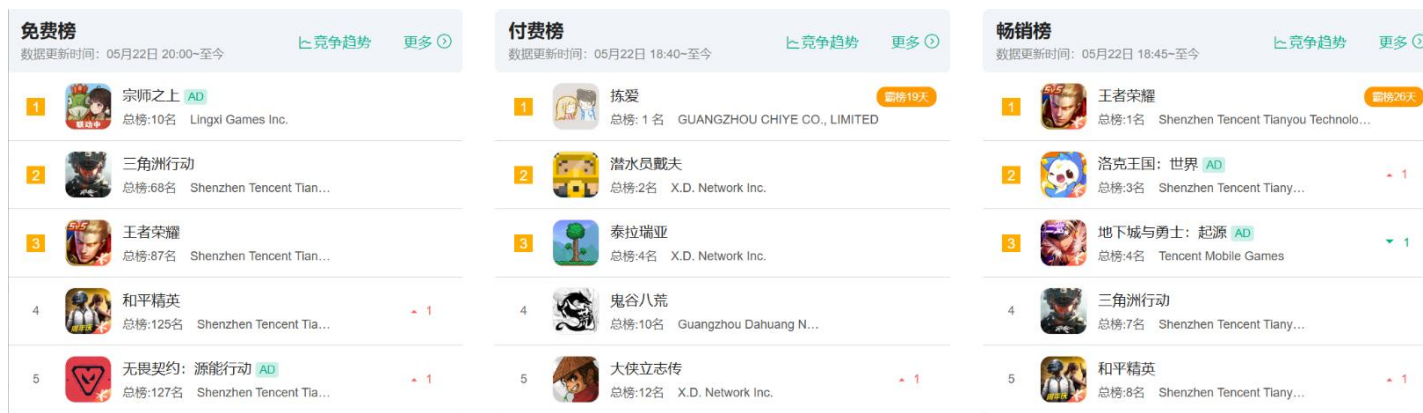 免费榜
数据更新时间：05月22日 20:00~至今
竞争趋势
更多
1
宗师之上 AD
总榜:10名 Lingxi Games Inc.
2
三角洲行动
总榜:68名 Shenzhen Tencent Tian...
3
王者荣耀
总榜:87名 Shenzhen Tencent Tian...
4
和平精英
总榜:125名 Shenzhen Tencent Tia...
1
5
无畏契约：源能行动 AD
总榜:127名 Shenzhen Tencent Tia...
1
付费榜
数据更新时间：05月22日 18:40~至今
竞争趋势
更多
1
拣爱
霸榜19天
总榜: 1 名 GUANGZHOU CHIYE CO., LIMITED
2
潜水员戴夫
总榜:2名 X.D. Network Inc.
3
泰拉瑞亚
总榜:4名 X.D. Network Inc.
4
鬼谷八荒
总榜:10名 Guangzhou Dahuang N...
5
大侠立志传
总榜:12名 X.D. Network Inc.
1
畅销榜
数据更新时间：05月22日 18:45~至今
竞争趋势
更多
1
王者荣耀
霸榜26天
总榜:1名 Shenzhen Tencent Tianyou Technolo...
2
洛克王国：世界 AD
总榜:3名 Shenzhen Tencent Tiany...
1
3
地下城与勇士：起源 AD
总榜:4名 Tencent Mobile Games
1
4
三角洲行动
总榜:7名 Shenzhen Tencent Tiany...
5
和平精英
总榜:8名 Shenzhen Tencent Tiany...
1